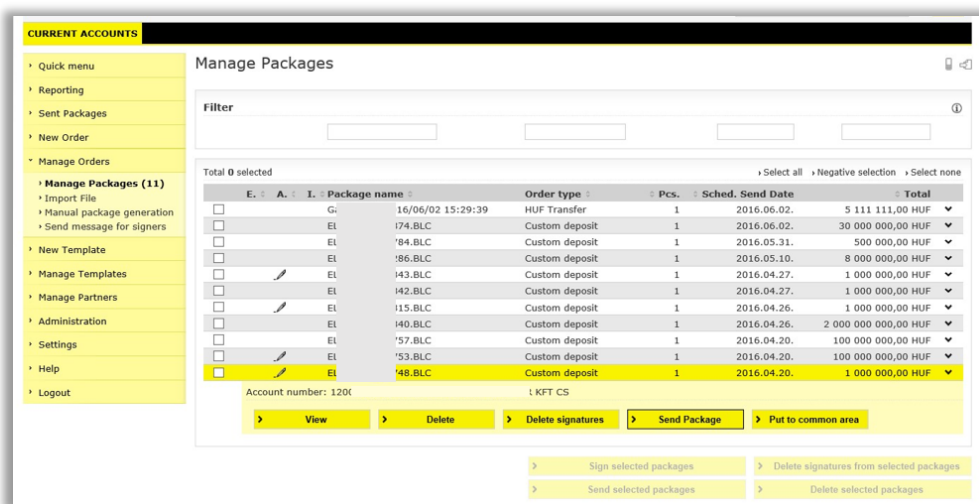 CURRENT ACCOUNTS
Quick menu
Reporting
Sent Packages
New Order
Manage Orders
Manage Packages (11)
Import File
Manual package generation
Send message for signers
New Template
Manage Templates
Manage Partners
Administration
Settings
Help
Logout
Manage Packages
Filter
Total 0 selected Select all Negative selection Select none
E. A. I. Package name Order type Pcs. Sched. Send Date Total
16/06/02 15:29:39 HUF Transfer 1 2016.06.02. 5 111 111,00 HUF
374.BLC Custom deposit 1 2016.06.02. 30 000 000,00 HUF
784.BLC Custom deposit 1 2016.05.31. 500 000,00 HUF
286.BLC Custom deposit 1 2016.05.10. 8 000 000,00 HUF
343.BLC Custom deposit 1 2016.04.27. 1 000 000,00 HUF
342.BLC Custom deposit 1 2016.04.27. 1 000 000,00 HUF
315.BLC Custom deposit 1 2016.04.26. 1 000 000,00 HUF
340.BLC Custom deposit 1 2016.04.26. 2 000 000 000,00 HUF
757.BLC Custom deposit 1 2016.04.20. 100 000 000,00 HUF
753.BLC Custom deposit 1 2016.04.20. 100 000 000,00 HUF
748.BLC Custom deposit 1 2016.04.20. 1 000 000,00 HUF
Account number: 1200 KFT CS
View Delete Delete signatures Send Package Put to common area
Sign selected packages Delete signatures from selected packages
Send selected packages Delete selected packages